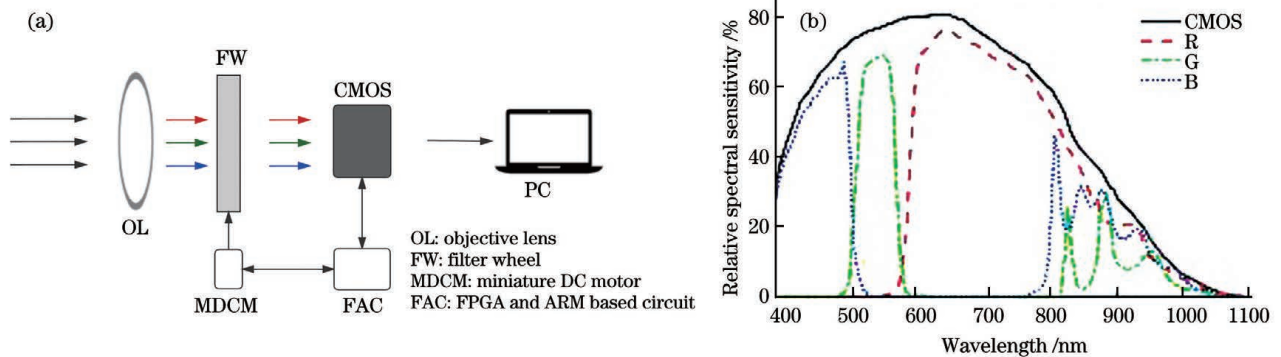 (a)
FW
CMOS
OL
PC
MDCM
FAC
OL: objective lens
FW: filter wheel
MDCM: miniature DC motor
FAC: FPGA and ARM based circuit
(b)
CMOS
R
G
B
Relative spectral sensitivity /%
80
60
40
20
0
400 500 600 700 800 900 1000 1100
Wavelength /nm